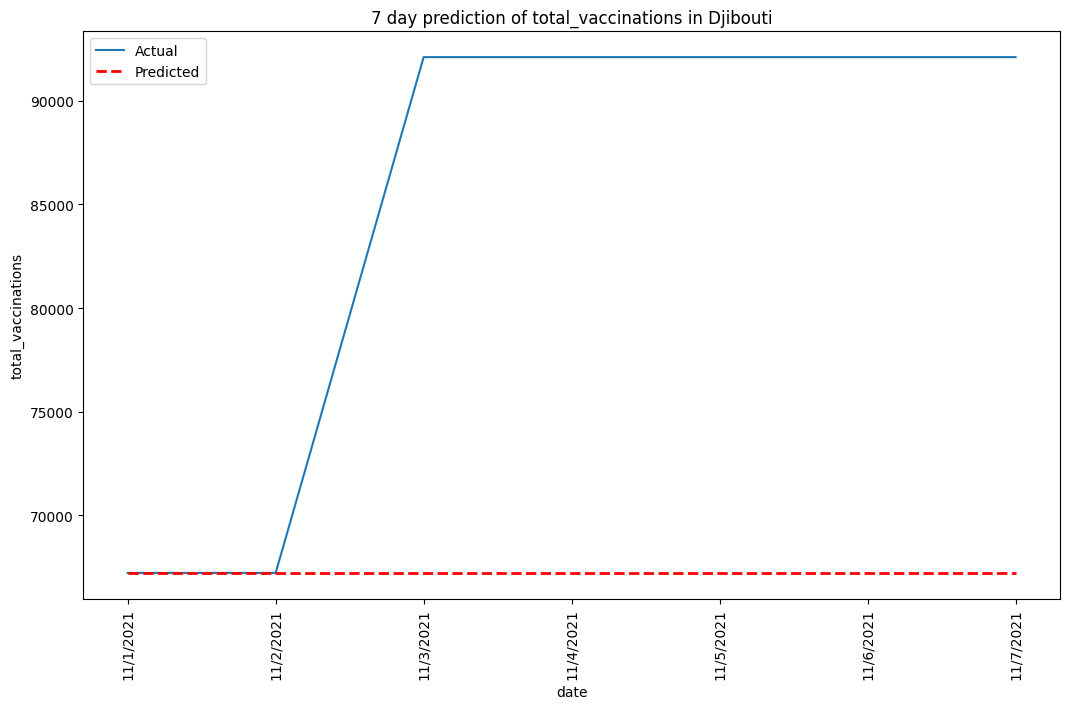 7 day prediction of total_vaccinations in Djibouti
Actual
Predicted
90000
85000
80000
75000
70000
total_vaccinations
11/1/2021
11/2/2021
11/3/2021
11/4/2021
11/5/2021
11/6/2021
11/7/2021
date